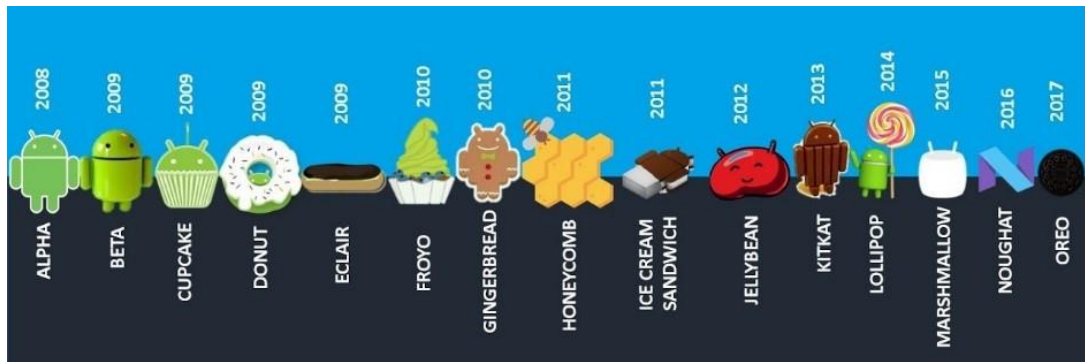 2008
2009
2009
2009
2009
2010
2010
2011
2011
2012
2013
2014
2015
2016
2017
ALPHA
BETA
CUPCAKE
DONUT
ECLAIR
FROYO
GINGERBREAD
HONEYCOMB
ICE CREAM
SANDWICH
JELLYBEAN
KITKAT
LOLLIPOP
MARSHMALLOW
NOUGHAT
OREO